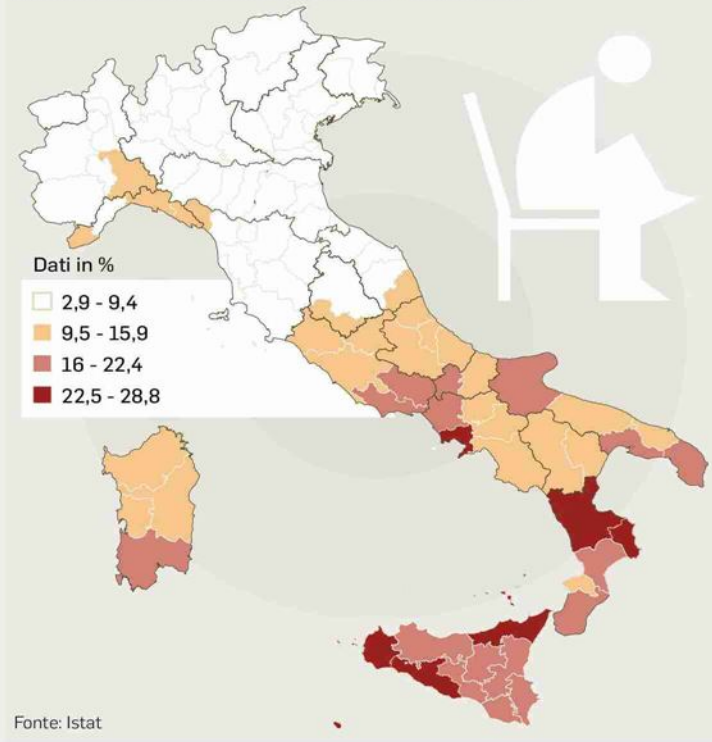 Dati in %
2,9 - 9,4
9,5 - 15,9
16 - 22,4
22,5 - 28,8
Fonte: Istat